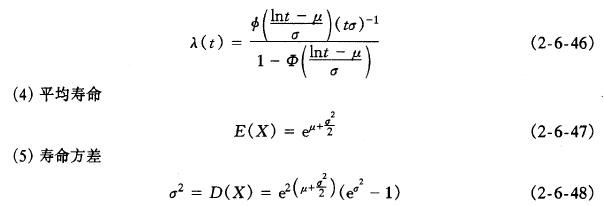 λ(t) = φ((lnt − μ)/σ)(tσ)⁻¹ / (1 − Φ((lnt − μ)/σ)) (2-6-46)
(4) 平均寿命
E(X) = e^(μ+σ²/2) (2-6-47)
(5) 寿命方差
σ² = D(X) = e^(2(μ+σ²/2))(e^(σ²) − 1) (2-6-48)